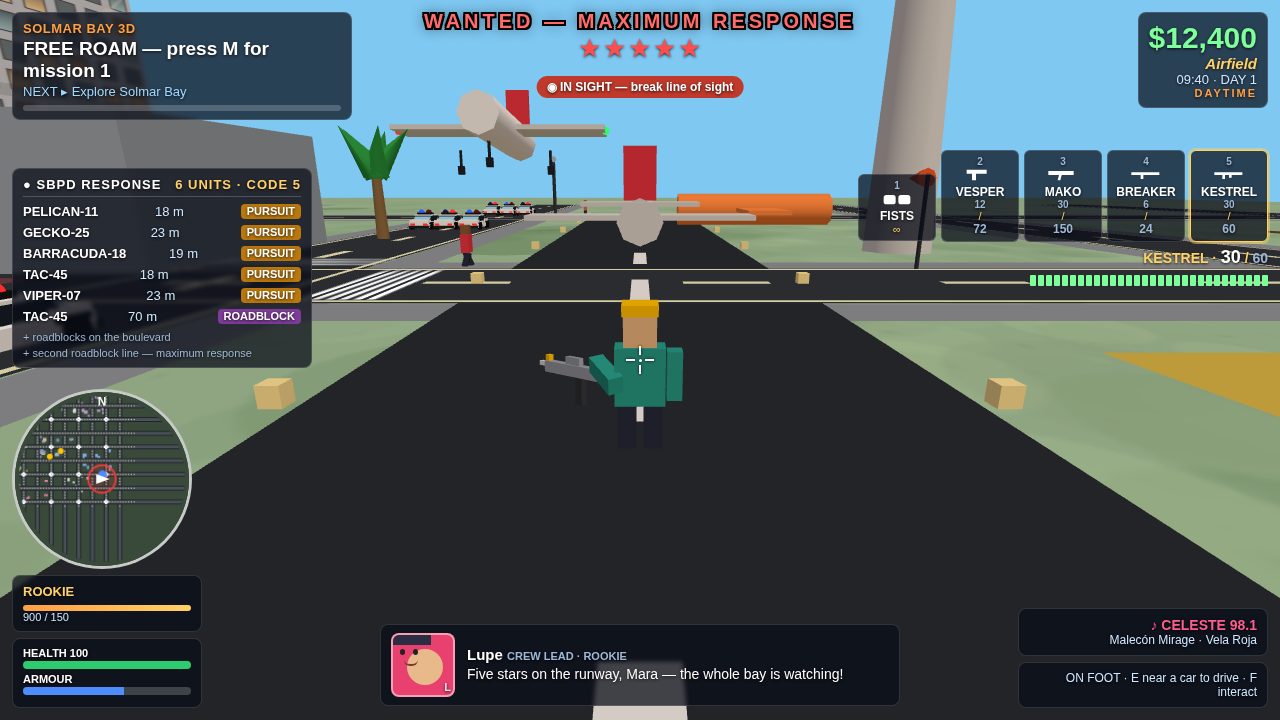 SOLMAR BAY 3D
FREE ROAM — press M for
mission 1
NEXT ▸ Explore Solmar Bay
WANTED — MAXIMUM RESPONSE
★★★★★
◉ IN SIGHT — break line of sight
$12,400
Airfield
09:40 · DAY 1
DAYTIME
● SBPD RESPONSE 6 UNITS · CODE 5
PELICAN-11 18 m PURSUIT
GECKO-25 23 m PURSUIT
BARRACUDA-18 19 m PURSUIT
TAC-45 18 m PURSUIT
VIPER-07 23 m PURSUIT
TAC-45 70 m ROADBLOCK
+ roadblocks on the boulevard
+ second roadblock line — maximum response
1
FISTS
∞
2
VESPER
12
/
72
3
MAKO
30
/
150
4
BREAKER
6
/
24
5
KESTREL
30
/
60
KESTREL · 30 / 60
N
ROOKIE
900 / 150
HEALTH 100
ARMOUR
L
Lupe CREW LEAD · ROOKIE
Five stars on the runway, Mara — the whole bay is watching!
♪ CELESTE 98.1
Malecón Mirage · Vela Roja
ON FOOT · E near a car to drive · F
interact